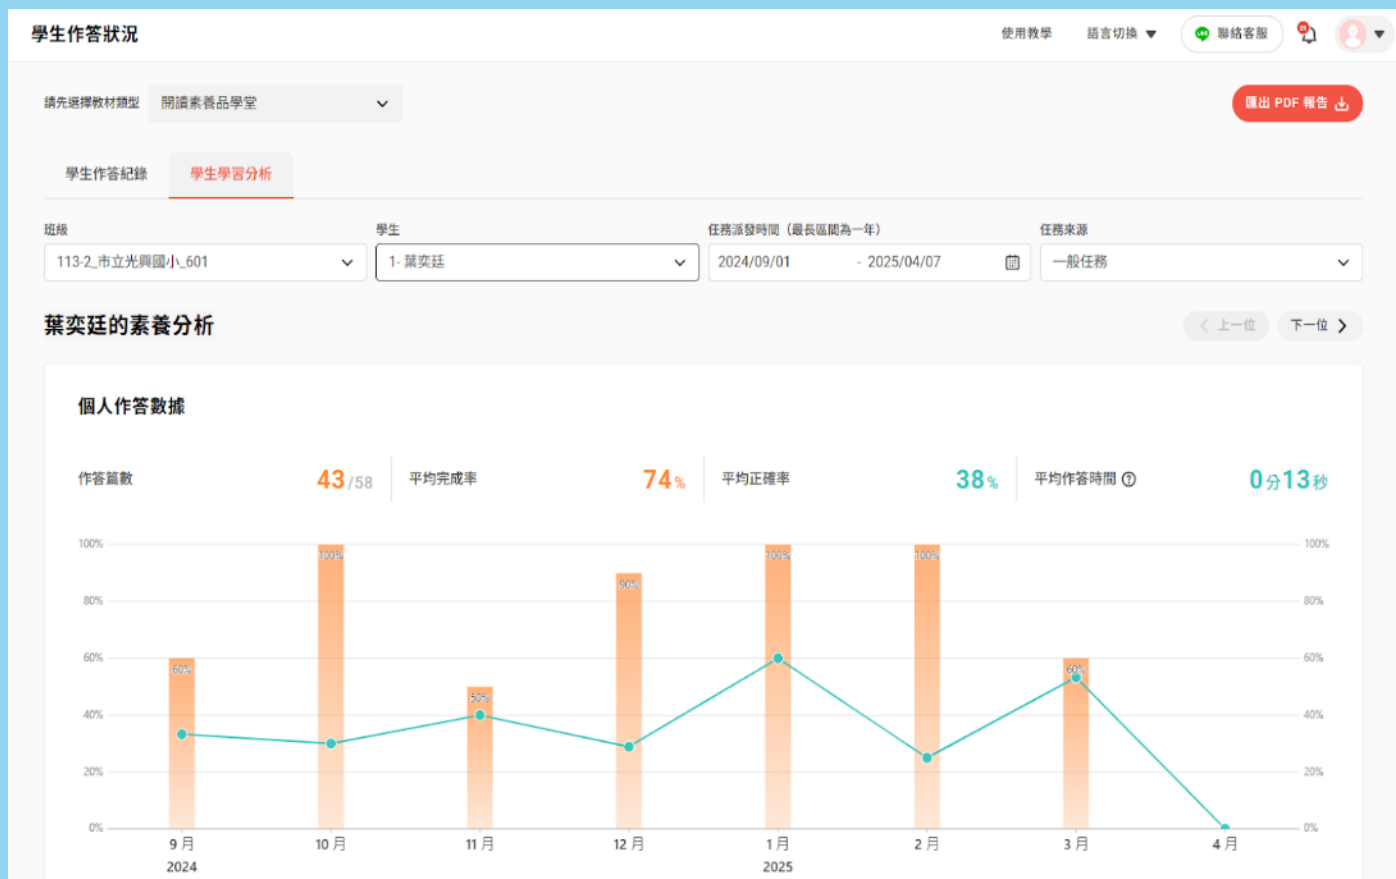 學生作答狀況
使用教學 語言切換 聯絡客服
請先選擇教材類型 閱讀素養品學堂
匯出 PDF 報告
學生作答紀錄 學生學習分析
班級 學生 任務派發時間（最長區間為一年） 任務來源
113-2_市立光興國小_601 1- 葉奕廷 2024/09/01 - 2025/04/07 一般任務
葉奕廷的素養分析
上一位 下一位
個人作答數據
作答篇數 43/58 平均完成率 74% 平均正確率 38% 平均作答時間 0分13秒
100% 100%
100% 100% 100%
90%
80% 80%
60% 60%
60% 60%
50%
40% 40%
20% 20%
0% 0%
9 月 10 月 11 月 12 月 1 月 2 月 3 月 4 月
2024 2025